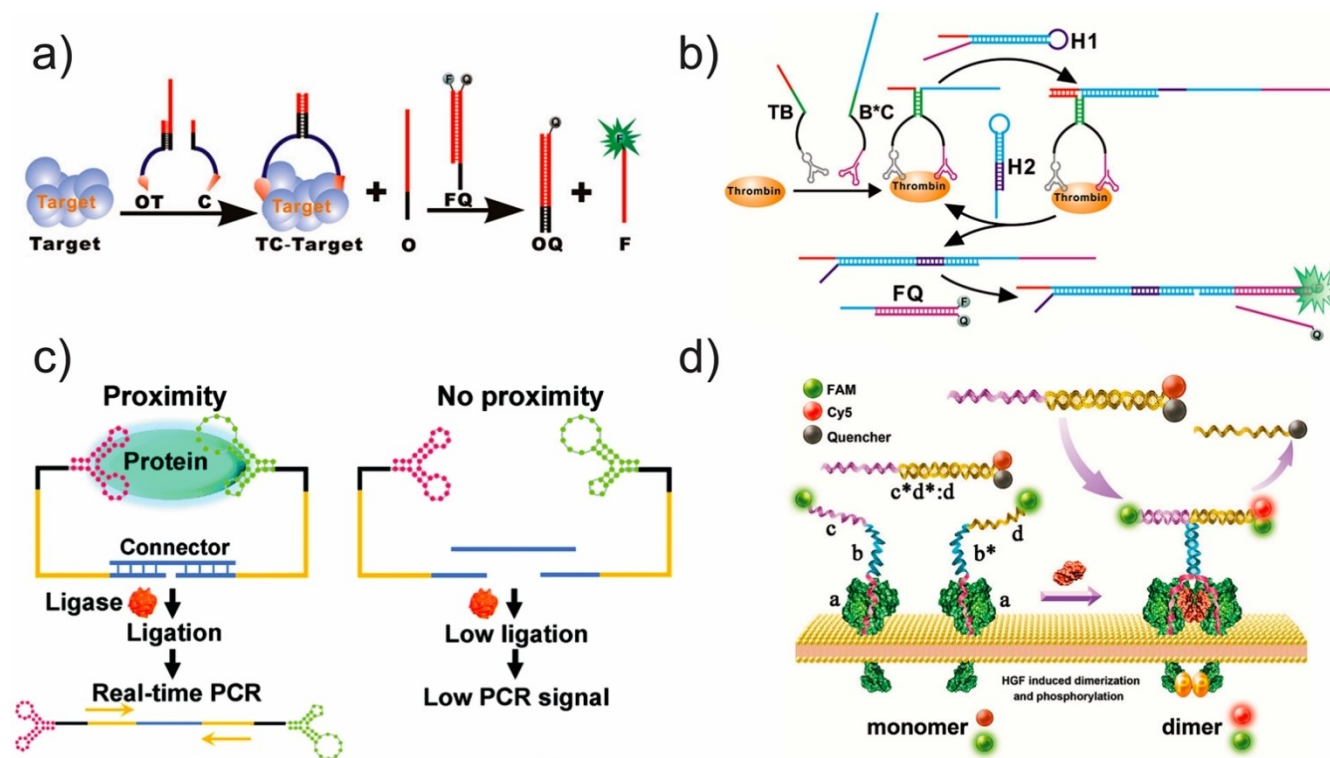 a)
F Q
Q
F
Target
OT C
Target
+
FQ
+
Target
TC-Target
O
OQ
F
b)
H1
TB
B*C
H2
Thrombin
Thrombin
Thrombin
FQ
F
Q
Q
c)
Proximity
No proximity
Protein
Connector
Ligase
Ligation
Low ligation
Real-time PCR
Low PCR signal
d)
FAM
Cy5
Quencher
c*d*:d
c
d
b
b*
a
a
HGF induced dimerization
and phosphorylation
monomer
dimer